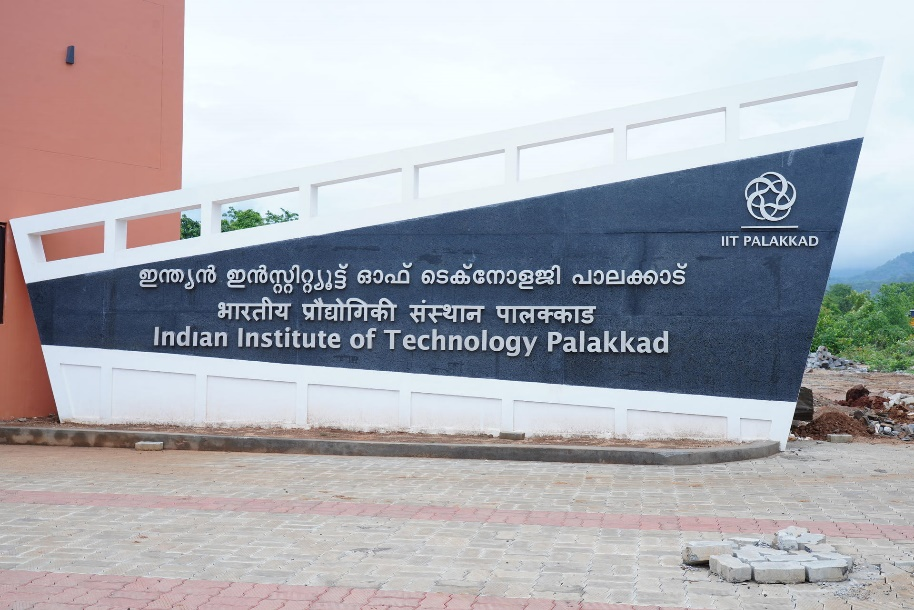 IIT PALAKKAD
ഇന്ത്യൻ ഇൻസ്റ്റിറ്റ്യൂട്ട് ഓഫ് ടെക്നോളജി പാലക്കാട്
भारतीय प्रौद्योगिकी संस्थान पालक्काड
Indian Institute of Technology Palakkad